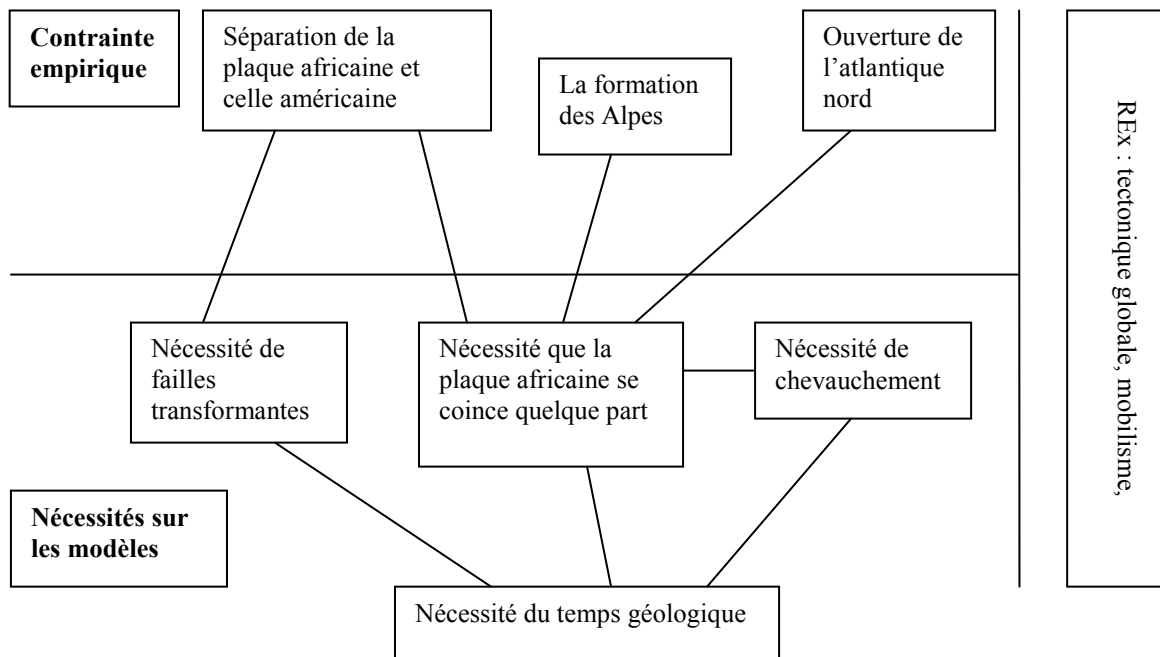 Contrainte
empirique
Séparation de la
plaque africaine et
celle américaine
La formation
des Alpes
Ouverture de
l’atlantique
nord
REx : tectonique globale, mobilisme,
Nécessité de
failles
transformantes
Nécessité que la
plaque africaine se
coince quelque part
Nécessité de
chevauchement
Nécessités sur
les modèles
Nécessité du temps géologique